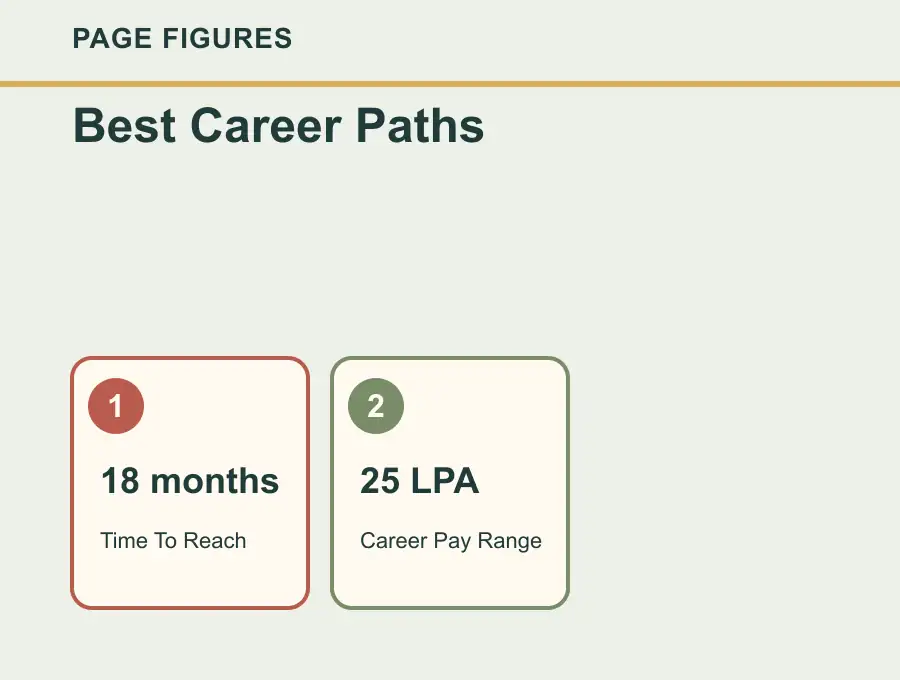 PAGE FIGURES
Best Career Paths
1
18 months
Time To Reach
2
25 LPA
Career Pay Range